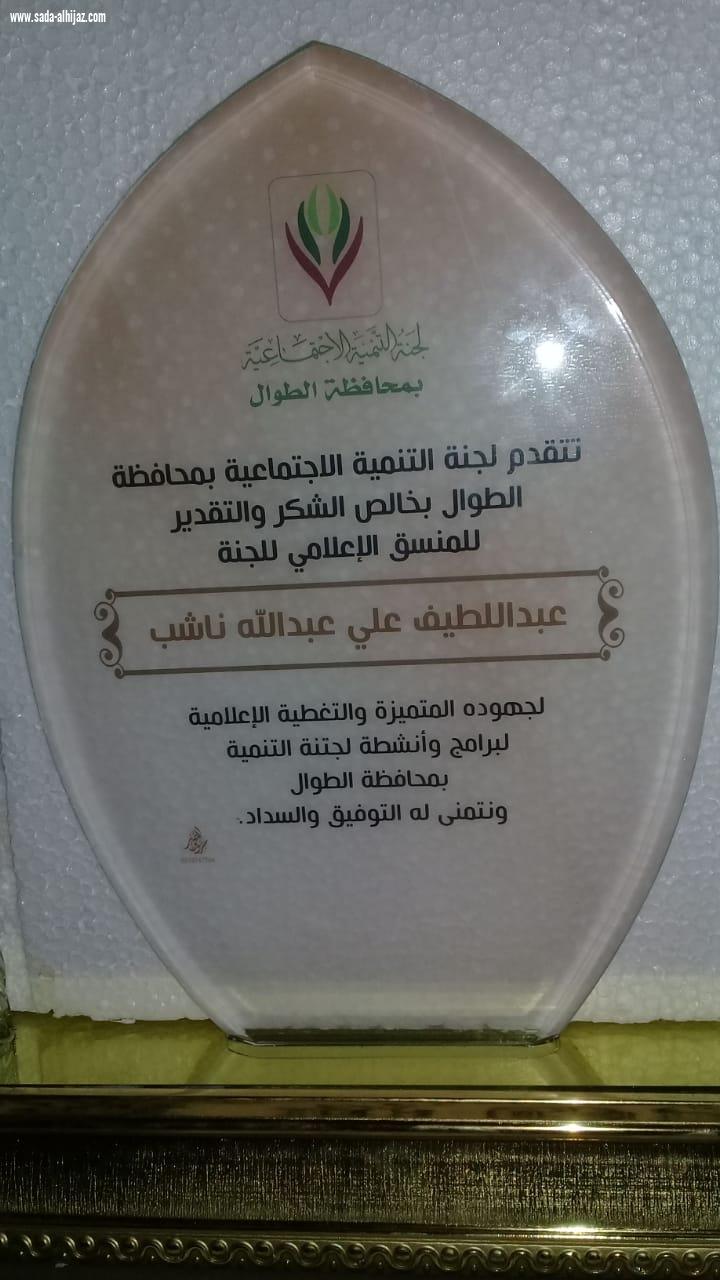 www.sada-alhijaz.com
لجنة التنمية الاجتماعية
بمحافظة الطوال
تتقدم لجنة التنمية الاجتماعية بمحافظة
الطوال بخالص الشكر والتقدير
للمنسق الإعلامي للجنة
عبداللطيف علي عبدالله ناشب
لجهوده المتميزة والتغطية الإعلامية
لبرامج وأنشطة لجتنة التنمية
بمحافظة الطوال
ونتمنى له التوفيق والسداد.